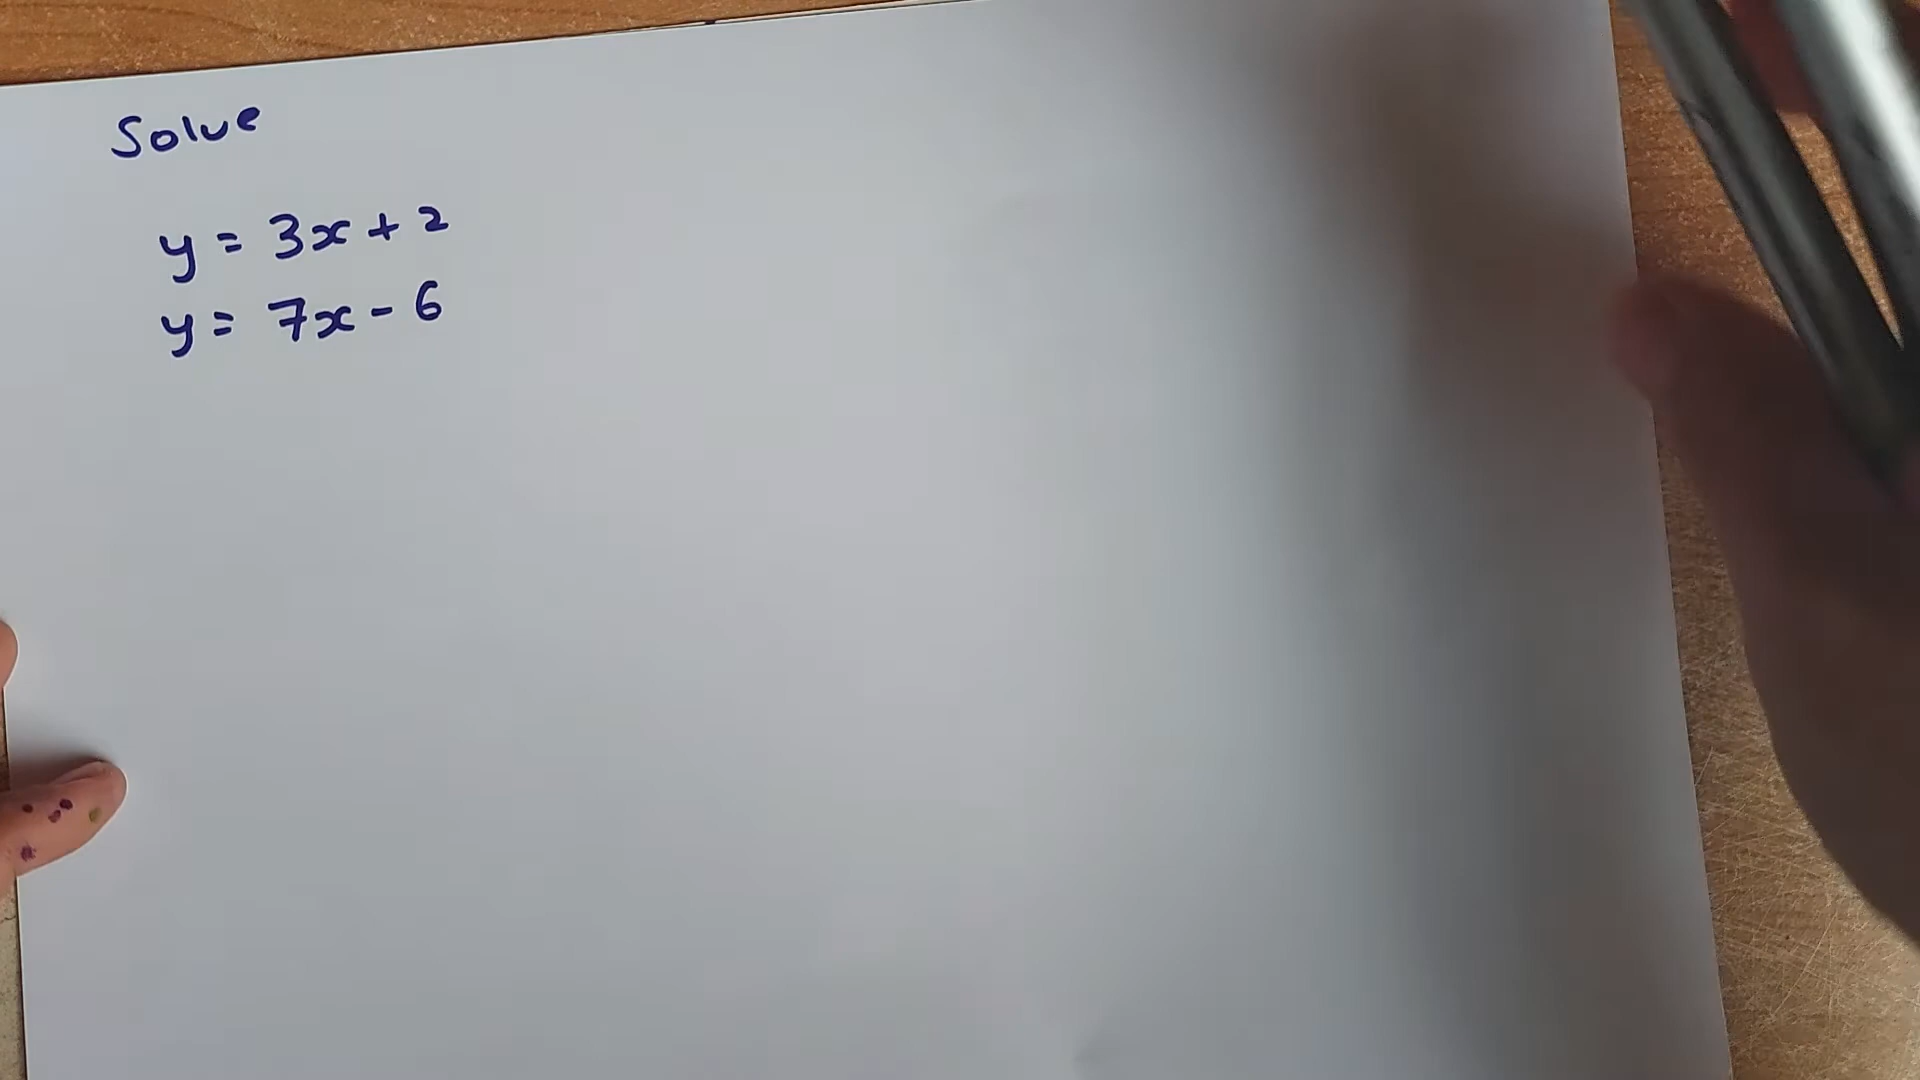 Solve
y = 3x + 2
y = 7x - 6